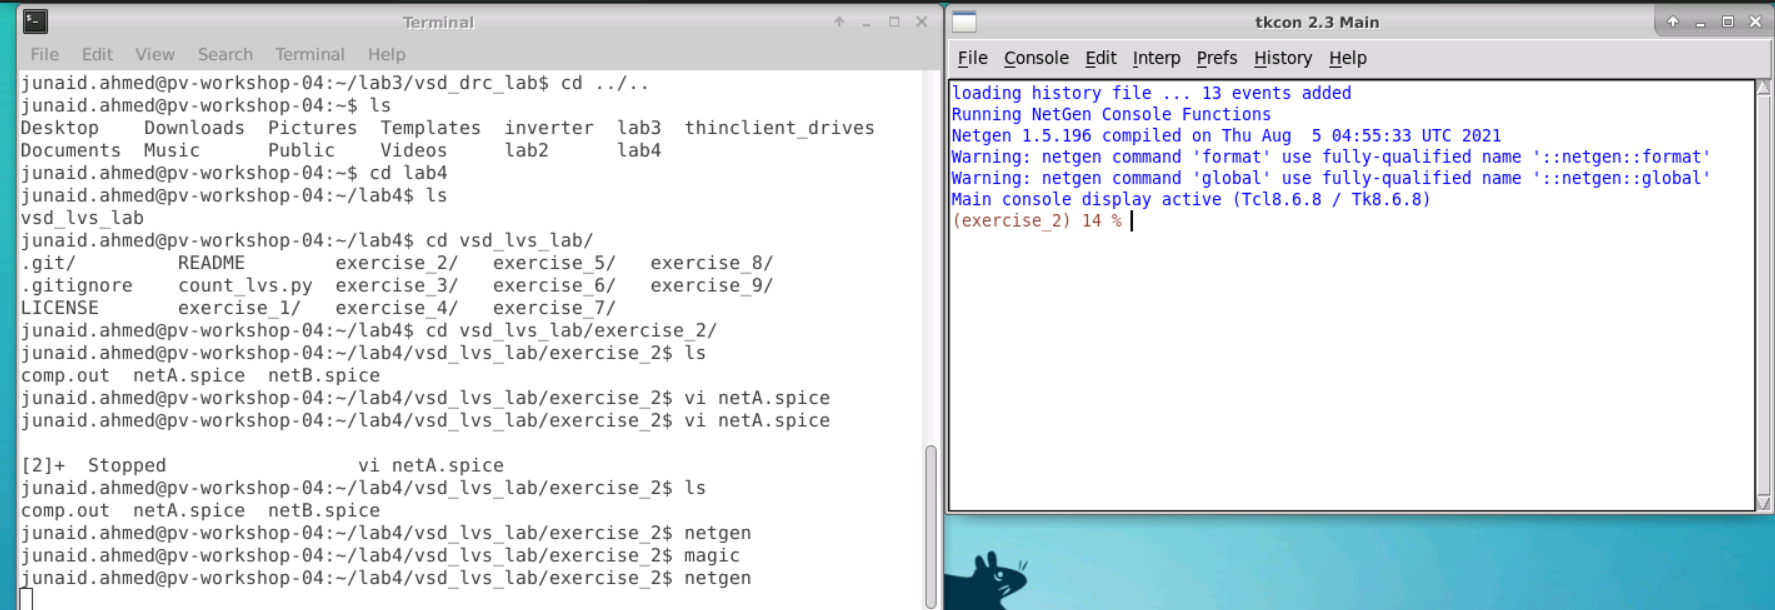 Terminal
File Edit View Search Terminal Help
junaid.ahmed@pv-workshop-04:~/lab3/vsd_drc_lab$ cd ../..
junaid.ahmed@pv-workshop-04:~$ ls
Desktop    Downloads  Pictures  Templates  inverter  lab3  thinclient_drives
Documents  Music      Public    Videos     lab2      lab4
junaid.ahmed@pv-workshop-04:~$ cd lab4
junaid.ahmed@pv-workshop-04:~/lab4$ ls
vsd_lvs_lab
junaid.ahmed@pv-workshop-04:~/lab4$ cd vsd_lvs_lab/
.git/         README        exercise_2/   exercise_5/   exercise_8/
.gitignore    count_lvs.py  exercise_3/   exercise_6/   exercise_9/
LICENSE       exercise_1/   exercise_4/   exercise_7/
junaid.ahmed@pv-workshop-04:~/lab4$ cd vsd_lvs_lab/exercise_2/
junaid.ahmed@pv-workshop-04:~/lab4/vsd_lvs_lab/exercise_2$ ls
comp.out  netA.spice  netB.spice
junaid.ahmed@pv-workshop-04:~/lab4/vsd_lvs_lab/exercise_2$ vi netA.spice
junaid.ahmed@pv-workshop-04:~/lab4/vsd_lvs_lab/exercise_2$ vi netA.spice
[2]+  Stopped                 vi netA.spice
junaid.ahmed@pv-workshop-04:~/lab4/vsd_lvs_lab/exercise_2$ ls
comp.out  netA.spice  netB.spice
junaid.ahmed@pv-workshop-04:~/lab4/vsd_lvs_lab/exercise_2$ netgen
junaid.ahmed@pv-workshop-04:~/lab4/vsd_lvs_lab/exercise_2$ magic
junaid.ahmed@pv-workshop-04:~/lab4/vsd_lvs_lab/exercise_2$ netgen
tkcon 2.3 Main
File Console Edit Interp Prefs History Help
loading history file ... 13 events added
Running NetGen Console Functions
Netgen 1.5.196 compiled on Thu Aug  5 04:55:33 UTC 2021
Warning: netgen command 'format' use fully-qualified name '::netgen::format'
Warning: netgen command 'global' use fully-qualified name '::netgen::global'
Main console display active (Tcl8.6.8 / Tk8.6.8)
(exercise_2) 14 %